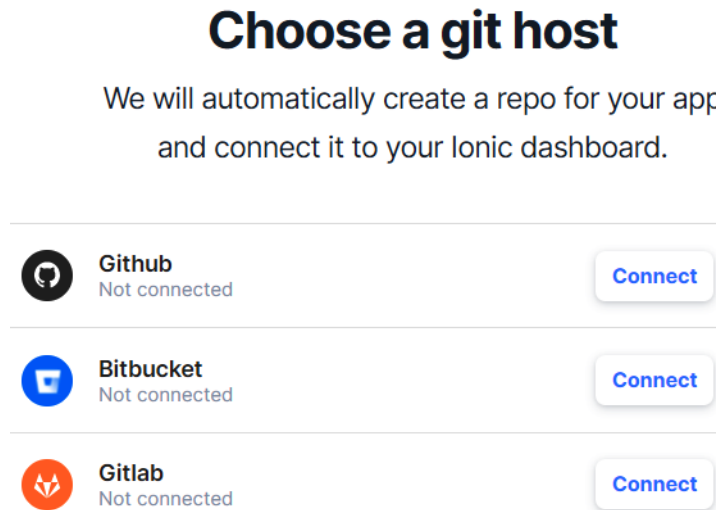 Choose a git host
We will automatically create a repo for your app
and connect it to your Ionic dashboard.
Github
Not connected
Connect
Bitbucket
Not connected
Connect
Gitlab
Not connected
Connect